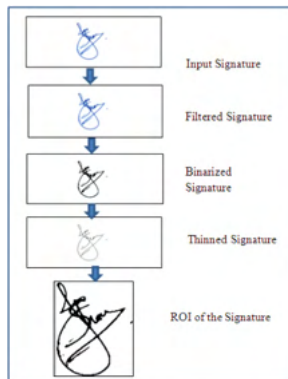 Input Signature
Filtered Signature
Binarized
Signature
Thinned Signature
ROI of the Signature